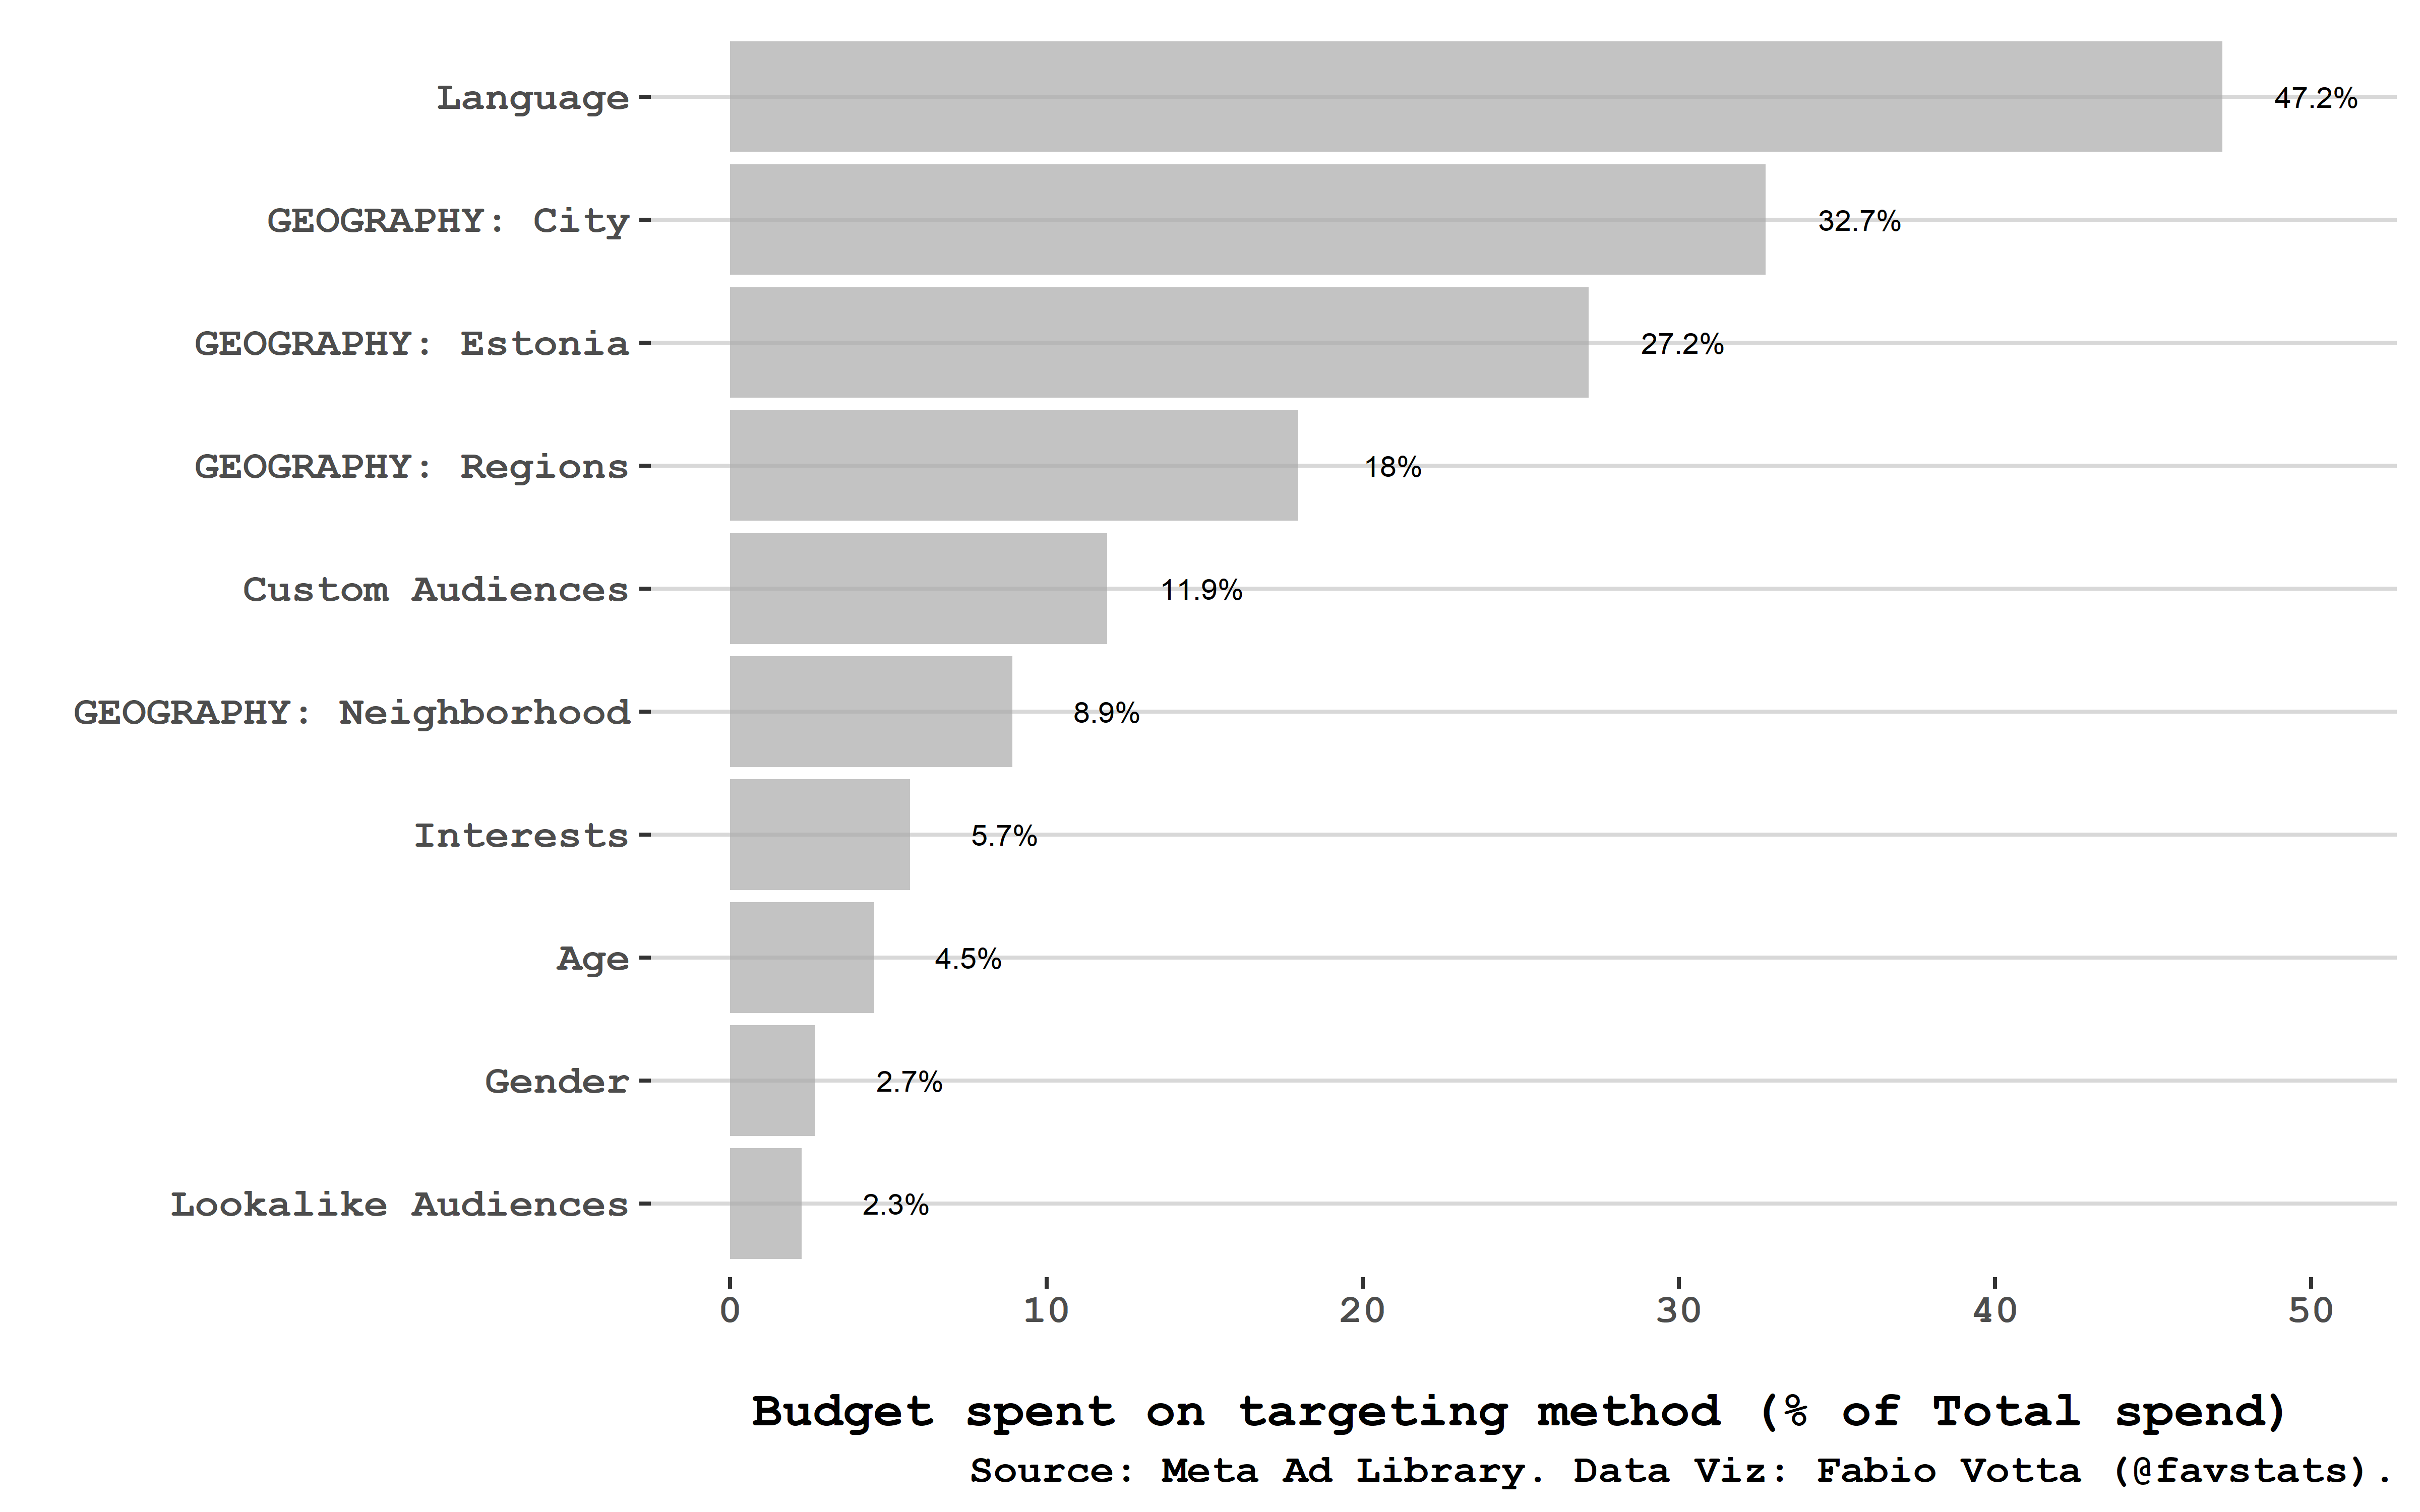 Language 47.2%
GEOGRAPHY: City 32.7%
GEOGRAPHY: Estonia 27.2%
GEOGRAPHY: Regions 18%
Custom Audiences 11.9%
GEOGRAPHY: Neighborhood 8.9%
Interests 5.7%
Age 4.5%
Gender 2.7%
Lookalike Audiences 2.3%
0 10 20 30 40 50
Budget spent on targeting method (% of Total spend)
Source: Meta Ad Library. Data Viz: Fabio Votta (@favstats).